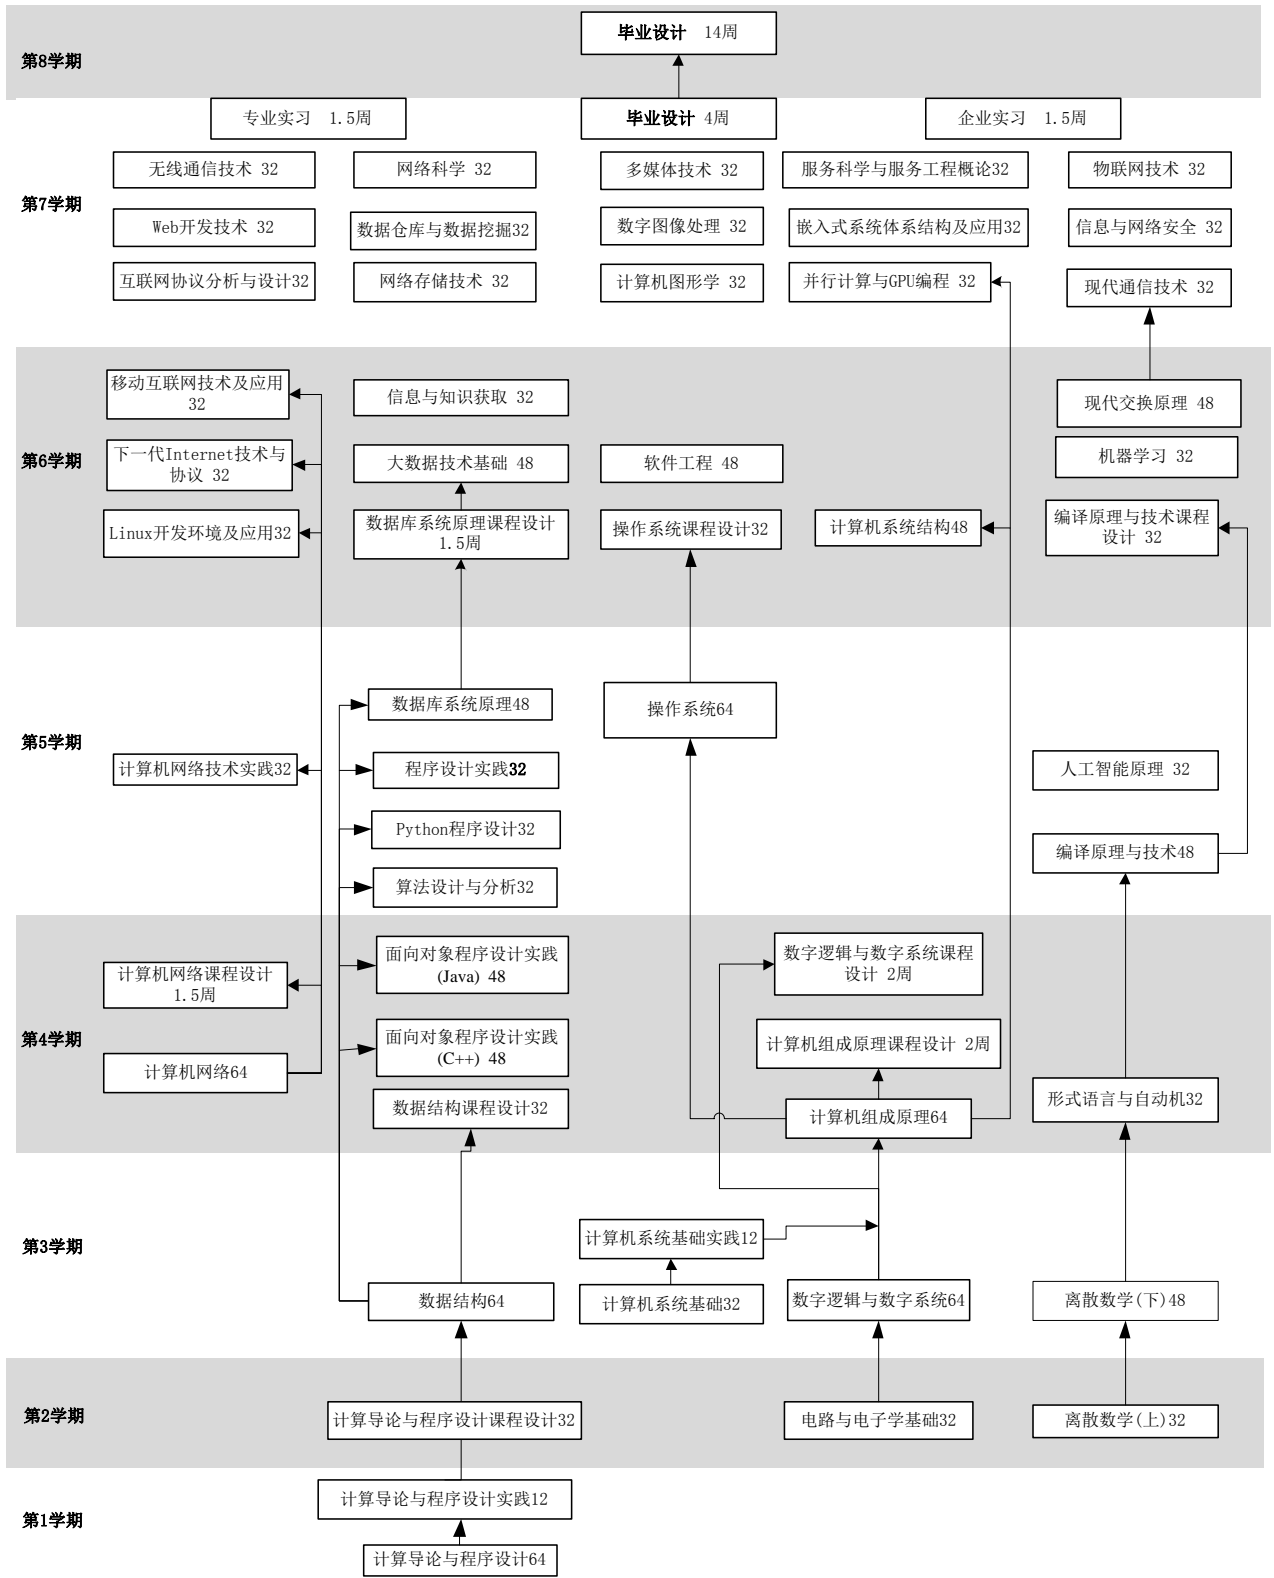 第8学期
毕业设计 14周
专业实习 1.5周
毕业设计 4周
企业实习 1.5周
第7学期
无线通信技术 32
网络科学 32
多媒体技术 32
服务科学与服务工程概论32
物联网技术 32
Web开发技术 32
数据仓库与数据挖掘32
数字图像处理 32
嵌入式系统体系结构及应用32
信息与网络安全 32
互联网协议分析与设计32
网络存储技术 32
计算机图形学 32
并行计算与GPU编程 32
现代通信技术 32
第6学期
移动互联网技术及应用
32
信息与知识获取 32
现代交换原理 48
下一代Internet技术与
协议 32
大数据技术基础 48
软件工程 48
机器学习 32
Linux开发环境及应用32
数据库系统原理课程设计
1.5周
操作系统课程设计32
计算机系统结构48
编译原理与技术课程
设计 32
第5学期
数据库系统原理48
操作系统64
计算机网络技术实践32
程序设计实践32
人工智能原理 32
Python程序设计32
编译原理与技术48
算法设计与分析32
第4学期
计算机网络课程设计
1.5周
面向对象程序设计实践
(Java) 48
数字逻辑与数字系统课程
设计 2周
面向对象程序设计实践
(C++) 48
计算机组成原理课程设计 2周
计算机网络64
数据结构课程设计32
计算机组成原理64
形式语言与自动机32
第3学期
计算机系统基础实践12
数据结构64
计算机系统基础32
数字逻辑与数字系统64
离散数学(下)48
第2学期
计算导论与程序设计课程设计32
电路与电子学基础32
离散数学(上)32
第1学期
计算导论与程序设计实践12
计算导论与程序设计64